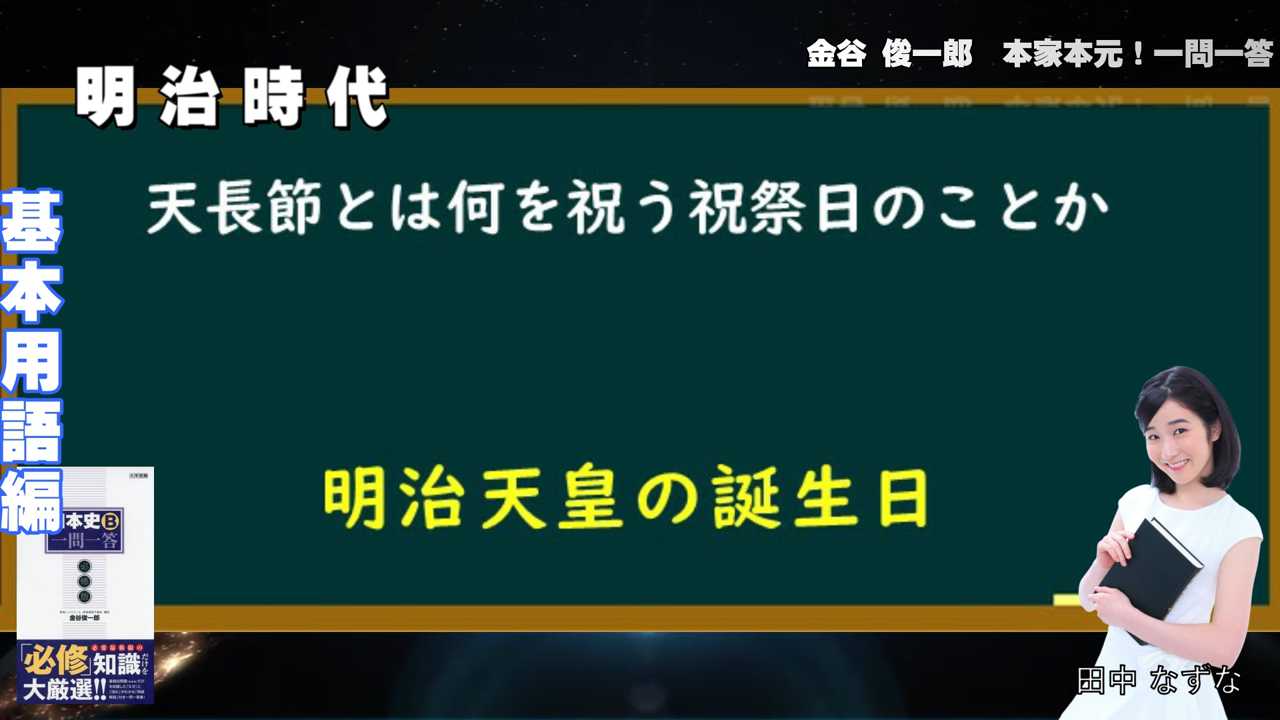 金谷 俊一郎 本家本元！一問一答
明治時代
天長節とは何を祝う祝祭日のことか
明治天皇の誕生日
基本用語編
本史B
一問一答
金谷俊一郎
「必修」知識だけを
大厳選!!
田中 なずな